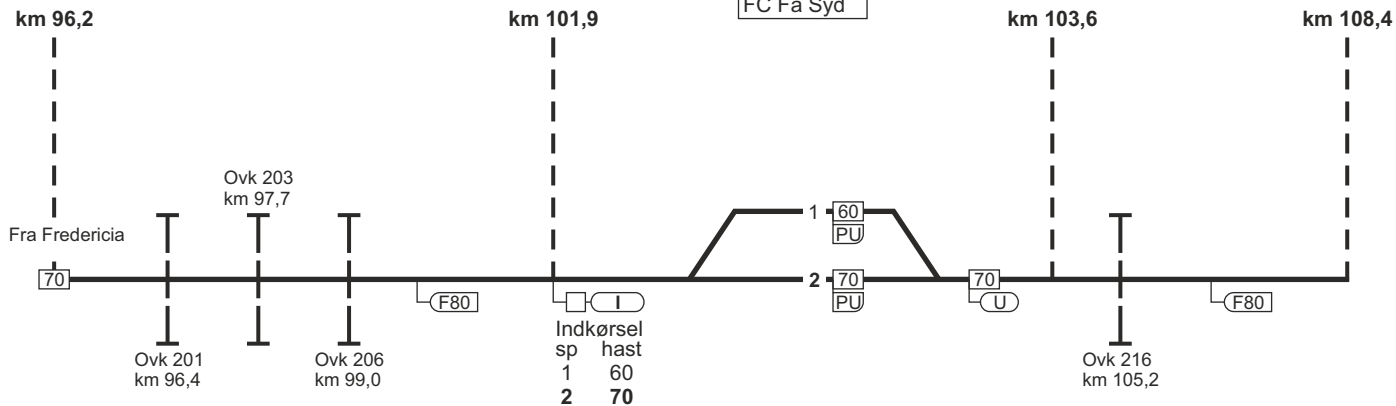 FC Fa Syd
km 96,2
km 101,9
km 103,6
km 108,4
Ovk 203
km 97,7
Fra Fredericia
1 60
PU
70
2 70
PU
70
U
F80
I
F80
Indkørsel
sp hast
1 60
2 70
Ovk 201
km 96,4
Ovk 206
km 99,0
Ovk 216
km 105,2